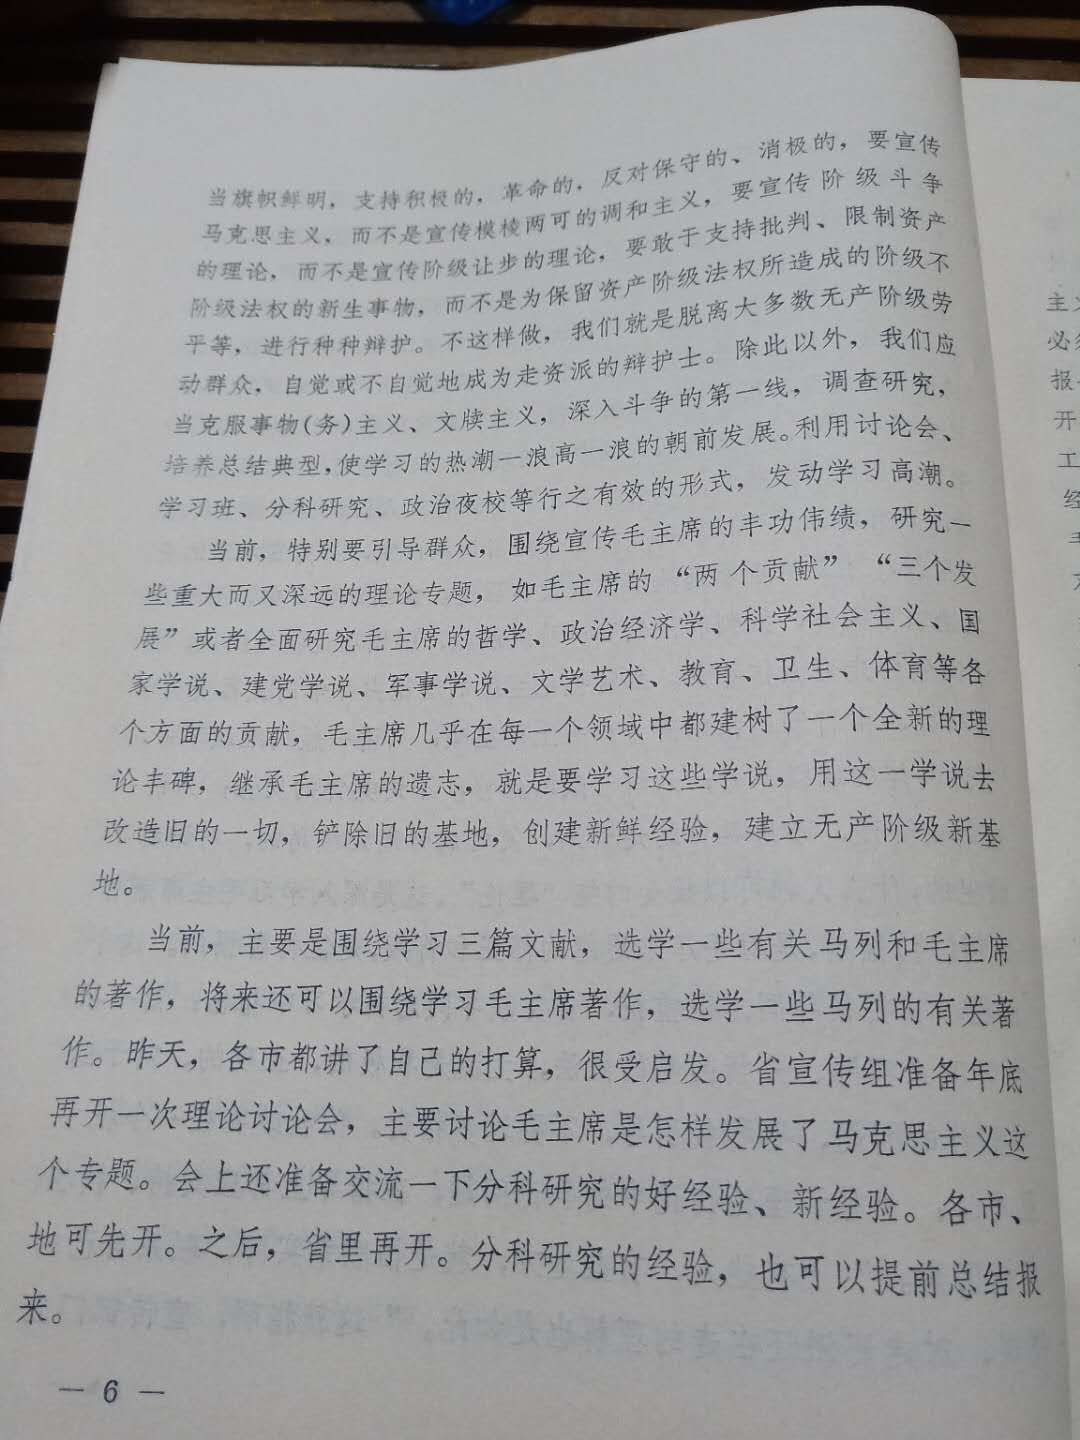 当旗帜鲜明，支持积极的，革命的，反对保守的、消极的，要宣传
马克思主义，而不是宣传模棱两可的调和主义，要宣传阶级斗争
的理论，而不是宣传阶级让步的理论，要敢于支持批判、限制资产
阶级法权的新生事物，而不是为保留资产阶级法权所造成的阶级不
平等，进行种种辩护。不这样做，我们就是脱离大多数无产阶级劳
动群众，自觉或不自觉地成为走资派的辩护士。除此以外，我们应
当克服事物(务)主义、文牍主义，深入斗争的第一线，调查研究，
培养总结典型，使学习的热潮一浪高一浪的朝前发展。利用讨论会、
学习班、分科研究、政治夜校等行之有效的形式，发动学习高潮。
当前，特别要引导群众，围绕宣传毛主席的丰功伟绩，研究一
些重大而又深远的理论专题，如毛主席的“两个贡献”“三个发
展”或者全面研究毛主席的哲学、政治经济学、科学社会主义、国
家学说、建党学说、军事学说、文学艺术、教育、卫生、体育等各
个方面的贡献，毛主席几乎在每一个领域中都建树了一个全新的理
论丰碑，继承毛主席的遗志，就是要学习这些学说，用这一学说去
改造旧的一切，铲除旧的基地，创建新鲜经验，建立无产阶级新基
地。
当前，主要是围绕学习三篇文献，选学一些有关马列和毛主席
的著作，将来还可以围绕学习毛主席著作，选学一些马列的有关著
作。昨天，各市都讲了自己的打算，很受启发。省宣传组准备年底
再开一次理论讨论会，主要讨论毛主席是怎样发展了马克思主义这
个专题。会上还准备交流一下分科研究的好经验、新经验。各市、
地可先开。之后，省里再开。分科研究的经验，也可以提前总结报
来。
— 6 —
主
必
报
开
工
经